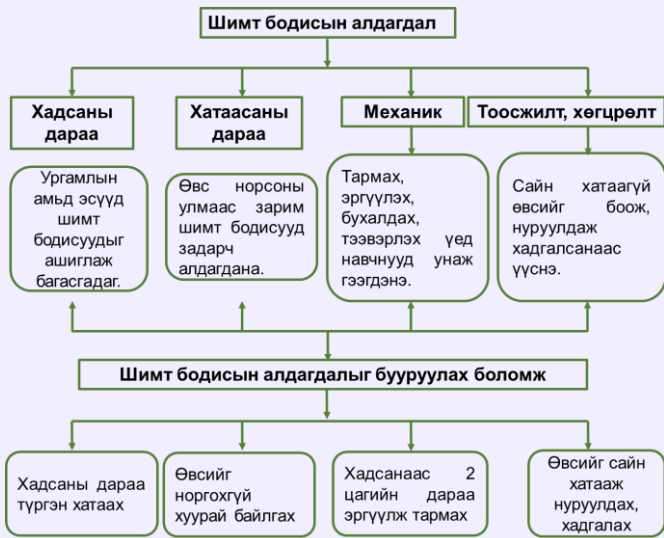 Шимт бодисын алдагдал
Хадсаны
дараа
Хатаасаны
дараа
Механик
Тоосжилт, хөгцрөлт
Ургамлын
амьд эсүүд
шимт
бодисуудыг
ашиглаж
багасгадаг.
Өвс норсоны
улмаас зарим
шимт бодисууд
задарч
алдагдана.
Тармах,
эргүүлэх,
бухалдах,
тээвэрлэх үед
навчнууд унаж
гээгдэнэ.
Сайн хатаагүй
өвсийг боож,
нуруулдаж
хадгалсанаас
үүснэ.
Шимт бодисын алдагдалыг бууруулах боломж
Хадсаны дараа
түргэн хатаах
Өвсийг
норгохгүй
хуурай байлгах
Хадсанаас 2
цагийн дараа
эргүүлж тармах
Өвсийг сайн
хатааж
нуруулдах,
хадгалах